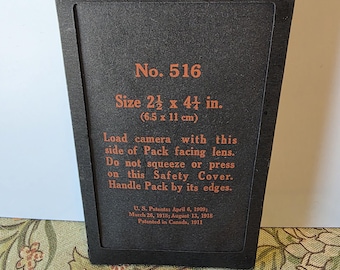 No. 516
Size 2½ x 4¼ in.
(6.5 x 11 cm)
Load camera with this
side of Pack facing lens.
Do not squeeze or press
on this Safety Cover.
Handle Pack by its edges.
U. S. Patents: April 6, 1909;
March 26, 1918; August 13, 1918
Patented in Canada, 1911